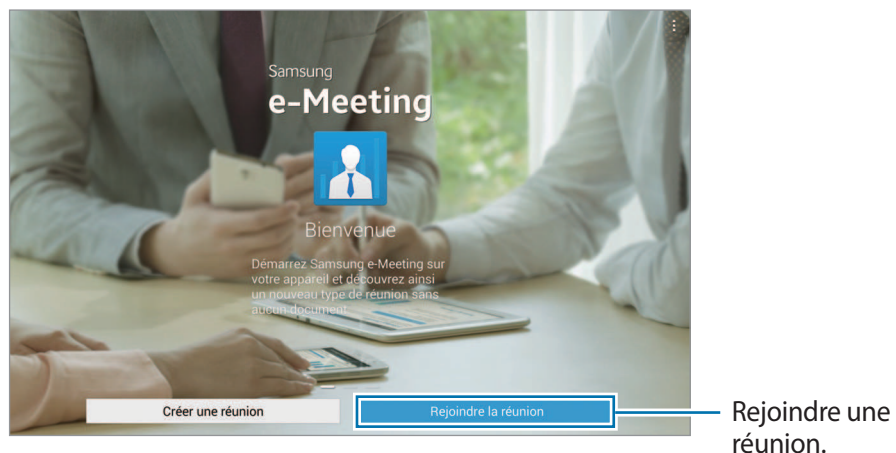 Samsung
e-Meeting
Bienvenue
Démarrez Samsung e-Meeting sur
votre appareil et découvrez ainsi
un nouveau type de réunion sans
aucun document
Créer une réunion
Rejoindre la réunion
Rejoindre une
réunion.